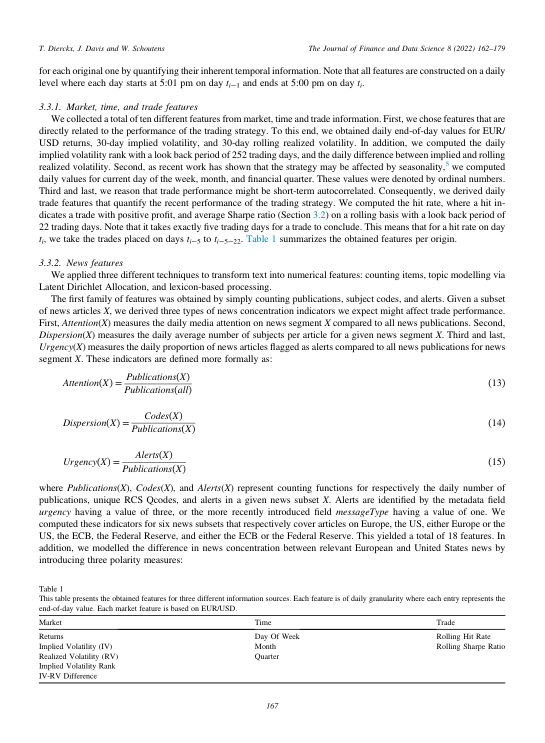 T. Diercks, J. Davis and W. Schoutens
The Journal of Finance and Data Science 8 (2022) 162–179
for each original one by quantifying their inherent temporal information. Note that all features are constructed on a daily
level where each day starts at 5:01 pm on day tᵢ₋₁ and ends at 5:00 pm on day tᵢ.
3.3.1. Market, time, and trade features
We collected a total of ten different features from market, time and trade information. First, we chose features that are
directly related to the performance of the trading strategy. To this end, we obtained daily end-of-day values for EUR/
USD returns, 30-day implied volatility, and 30-day rolling realized volatility. In addition, we computed the daily
implied volatility rank with a look back period of 252 trading days, and the daily difference between implied and rolling
realized volatility. Second, as recent work has shown that the strategy may be affected by seasonality,⁵ we computed
daily values for current day of the week, month, and financial quarter. These values were denoted by ordinal numbers.
Third and last, we reason that trade performance might be short-term autocorrelated. Consequently, we derived daily
trade features that quantify the recent performance of the trading strategy. We computed the hit rate, where a hit in-
dicates a trade with positive profit, and average Sharpe ratio (Section 3.2) on a rolling basis with a look back period of
22 trading days. Note that it takes exactly five trading days for a trade to conclude. This means that for a hit rate on day
tᵢ, we take the trades placed on days tᵢ₋₅ to tᵢ₋₅₋₂₂. Table 1 summarizes the obtained features per origin.
3.3.2. News features
We applied three different techniques to transform text into numerical features: counting items, topic modelling via
Latent Dirichlet Allocation, and lexicon-based processing.
The first family of features was obtained by simply counting publications, subject codes, and alerts. Given a subset
of news articles X, we derived three types of news concentration indicators we expect might affect trade performance.
First, Attention(X) measures the daily media attention on news segment X compared to all news publications. Second,
Dispersion(X) measures the daily average number of subjects per article for a given news segment X. Third and last,
Urgency(X) measures the daily proportion of news articles flagged as alerts compared to all news publications for news
segment X. These indicators are defined more formally as:
Attention(X) = Publications(X) / Publications(all) (13)
Dispersion(X) = Codes(X) / Publications(X) (14)
Urgency(X) = Alerts(X) / Publications(X) (15)
where Publications(X), Codes(X), and Alerts(X) represent counting functions for respectively the daily number of
publications, unique RCS Qcodes, and alerts in a given news subset X. Alerts are identified by the metadata field
urgency having a value of three, or the more recently introduced field messageType having a value of one. We
computed these indicators for six news subsets that respectively cover articles on Europe, the US, either Europe or the
US, the ECB, the Federal Reserve, and either the ECB or the Federal Reserve. This yielded a total of 18 features. In
addition, we modelled the difference in news concentration between relevant European and United States news by
introducing three polarity measures:
Table 1
This table presents the obtained features for three different information sources. Each feature is of daily granularity where each entry represents the
end-of-day value. Each market feature is based on EUR/USD.
Market Time Trade
Returns Day Of Week Rolling Hit Rate
Implied Volatility (IV) Month Rolling Sharpe Ratio
Realized Volatility (RV) Quarter
Implied Volatility Rank
IV-RV Difference
167